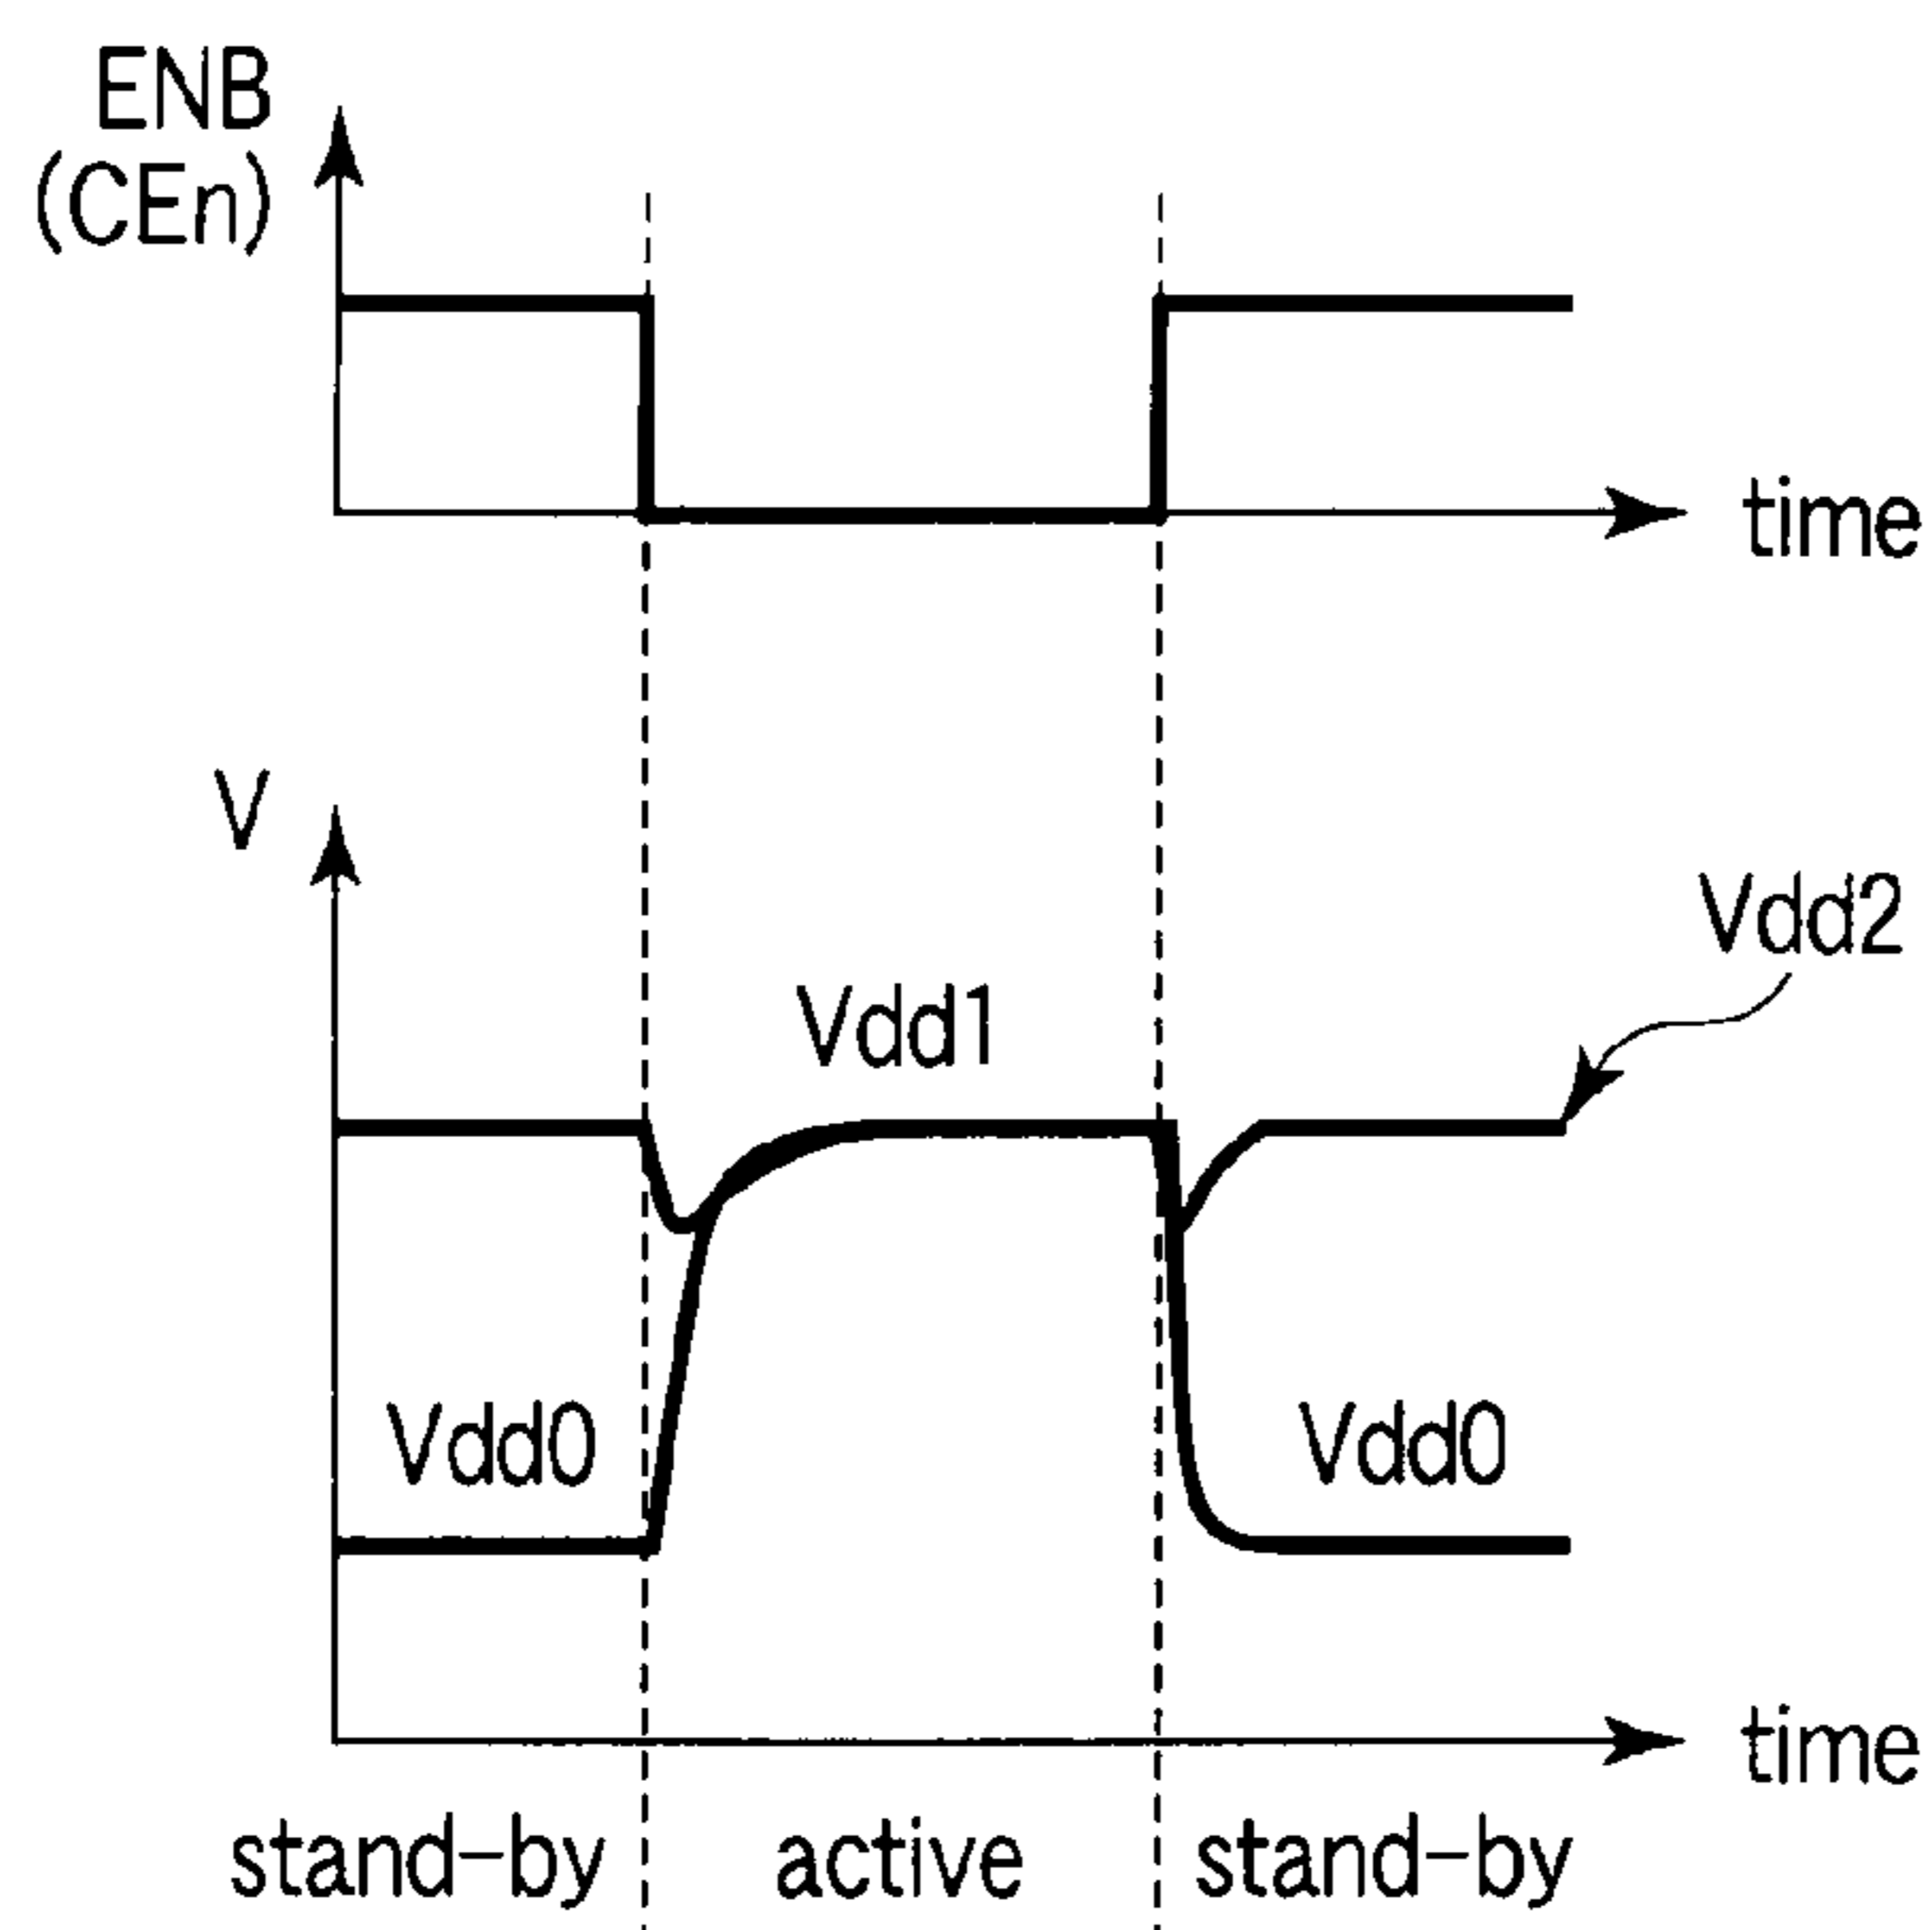 ENB
(CEn)
time
V
Vdd2
Vdd1
Vdd0
Vdd0
time
stand-by
active
stand-by